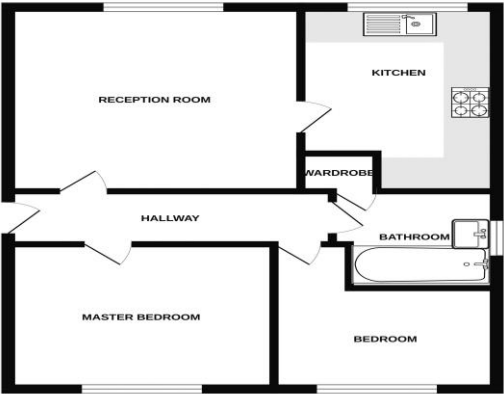 KITCHEN
RECEPTION ROOM
WARDROBE
HALLWAY
BATHROOM
MASTER BEDROOM
BEDROOM